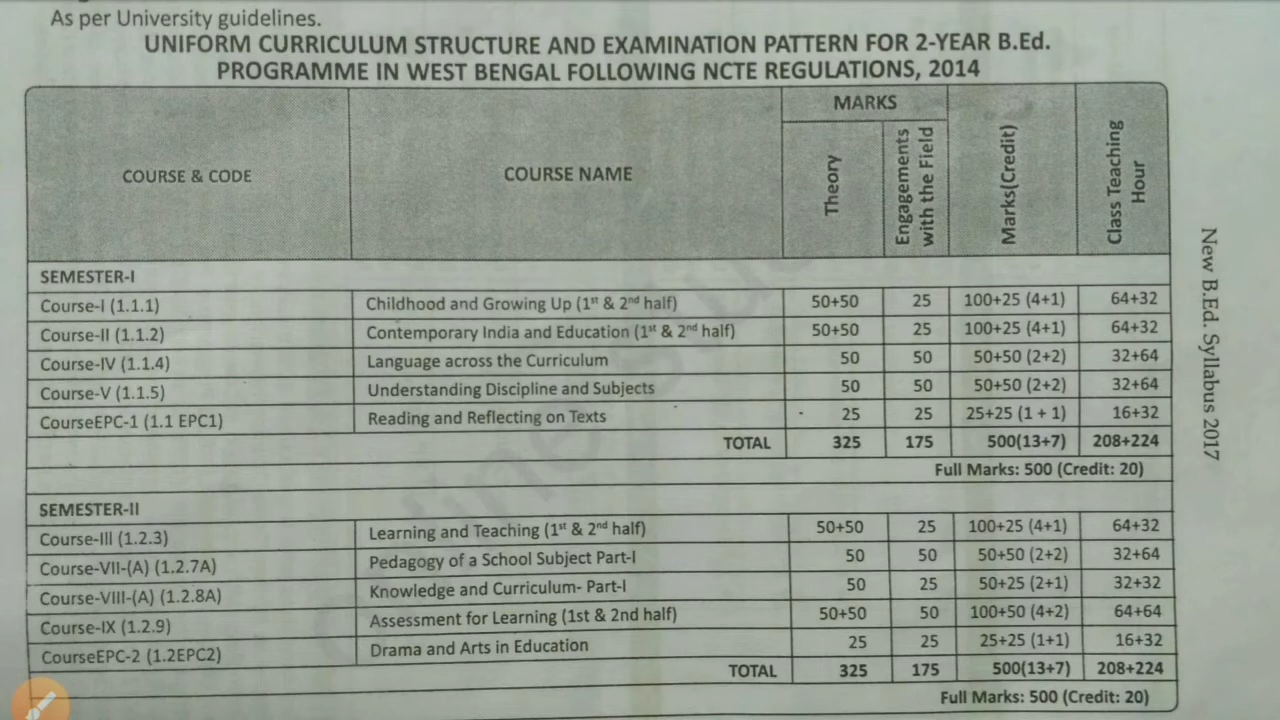 As per University guidelines.
UNIFORM CURRICULUM STRUCTURE AND EXAMINATION PATTERN FOR 2-YEAR B.Ed.
PROGRAMME IN WEST BENGAL FOLLOWING NCTE REGULATIONS, 2014
COURSE & CODE COURSE NAME MARKS Theory Engagements with the Field Marks(Credit) Class Teaching Hour
SEMESTER-I
Course-I (1.1.1) Childhood and Growing Up (1st & 2nd half) 50+50 25 100+25 (4+1) 64+32
Course-II (1.1.2) Contemporary India and Education (1st & 2nd half) 50+50 25 100+25 (4+1) 64+32
Course-IV (1.1.4) Language across the Curriculum 50 50 50+50 (2+2) 32+64
Course-V (1.1.5) Understanding Discipline and Subjects 50 50 50+50 (2+2) 32+64
CourseEPC-1 (1.1 EPC1) Reading and Reflecting on Texts 25 25 25+25 (1 + 1) 16+32
TOTAL 325 175 500(13+7) 208+224
Full Marks: 500 (Credit: 20)
SEMESTER-II
Course-III (1.2.3) Learning and Teaching (1st & 2nd half) 50+50 25 100+25 (4+1) 64+32
Course-VII-(A) (1.2.7A) Pedagogy of a School Subject Part-I 50 50 50+50 (2+2) 32+64
Course-VIII-(A) (1.2.8A) Knowledge and Curriculum- Part-I 50 25 50+25 (2+1) 32+32
Course-IX (1.2.9) Assessment for Learning (1st & 2nd half) 50+50 50 100+50 (4+2) 64+64
CourseEPC-2 (1.2EPC2) Drama and Arts in Education 25 25 25+25 (1+1) 16+32
TOTAL 325 175 500(13+7) 208+224
Full Marks: 500 (Credit: 20)
New B.Ed. Syllabus 2017